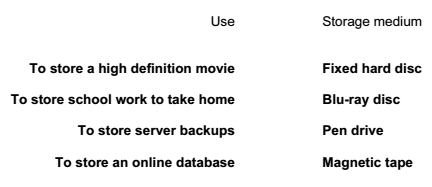 Use Storage medium
To store a high definition movie Fixed hard disc
To store school work to take home Blu-ray disc
To store server backups Pen drive
To store an online database Magnetic tape